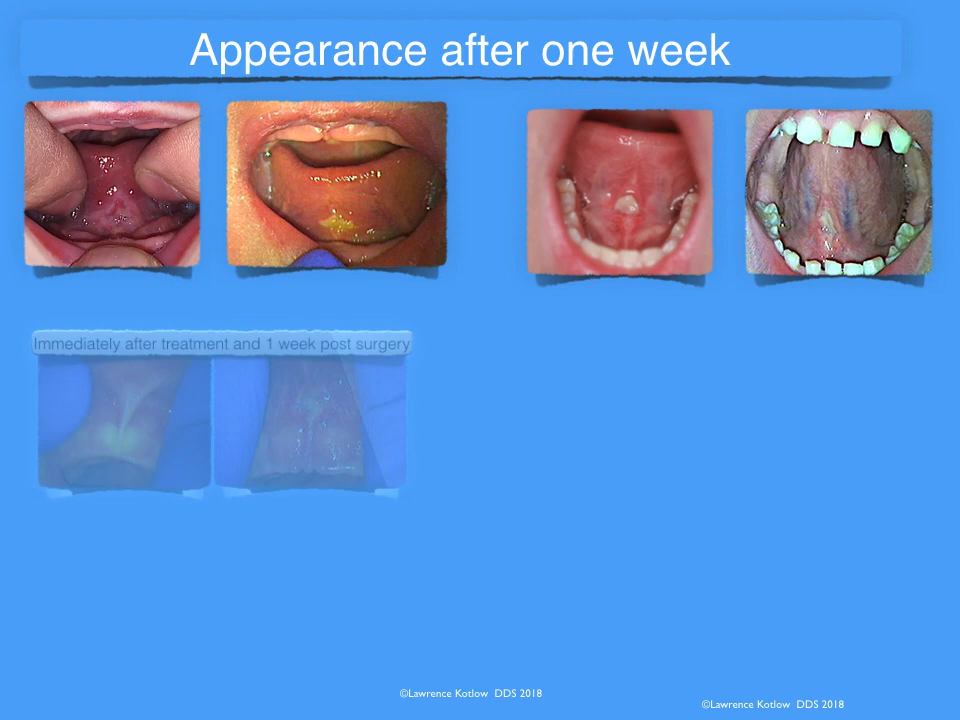 Appearance after one week
Immediately after treatment and 1 week post surgery
©Lawrence Kotlow DDS 2018
©Lawrence Kotlow DDS 2018